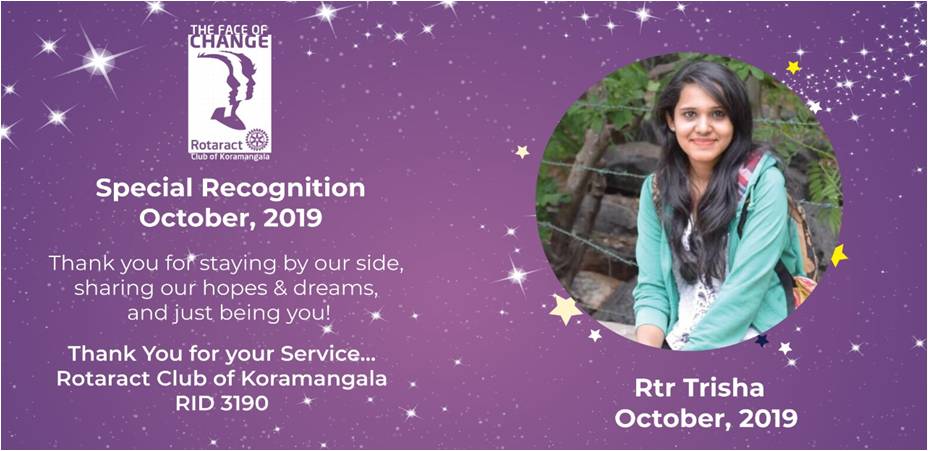 THE FACE OF
CHANGE
Rotaract
Club of Koramangala
Special Recognition
October, 2019
Thank you for staying by our side,
sharing our hopes & dreams,
and just being you!
Thank You for your Service...
Rotaract Club of Koramangala
RID 3190
Rtr Trisha
October, 2019